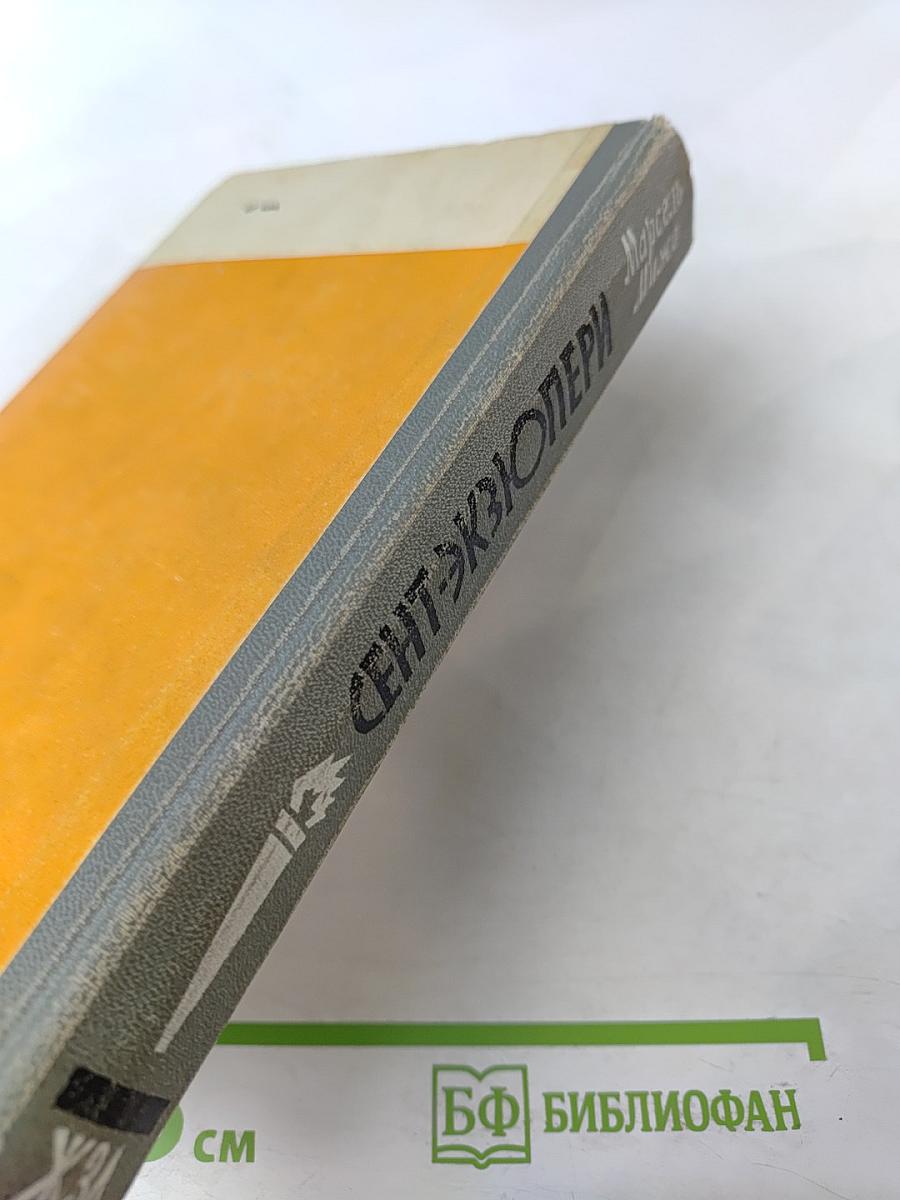 Марсель
Мижо
СЕНТ-ЭКЗЮПЕРИ
ЖЗЛ
см
БФ БИБЛИОФАН